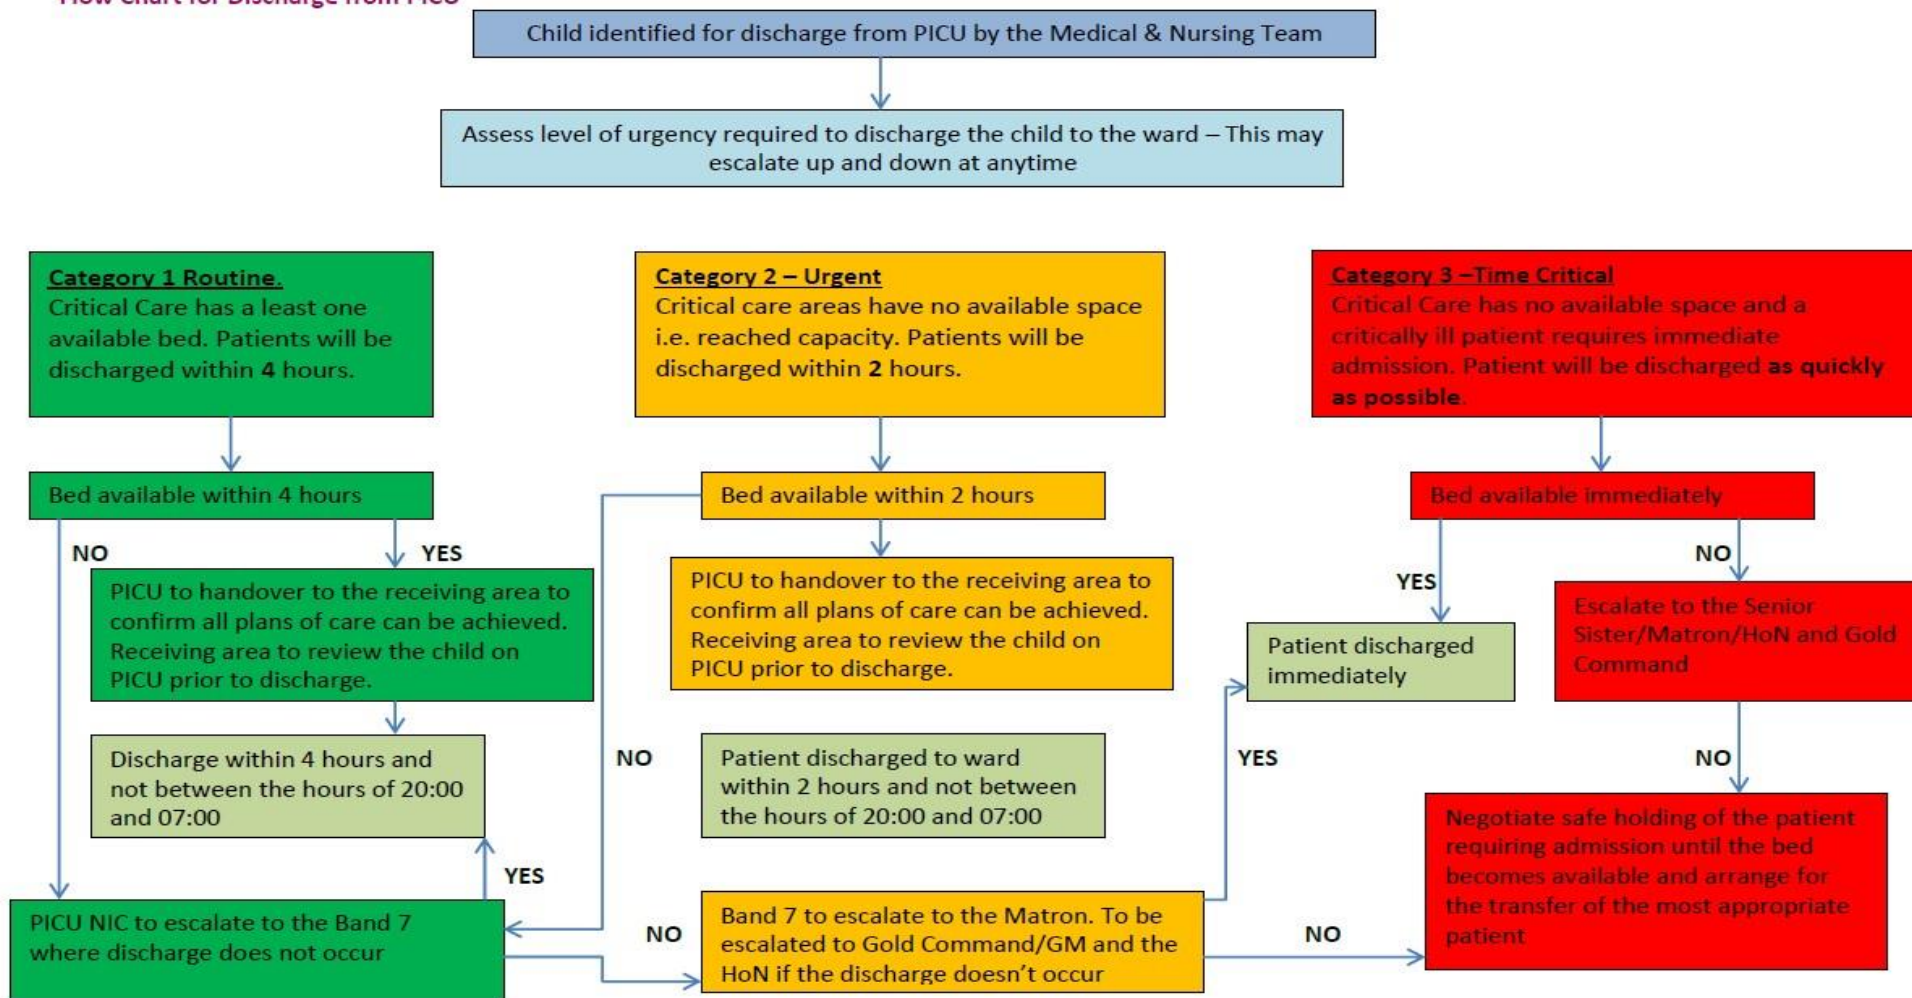 Flow Chart for Discharge from PICU
Child identified for discharge from PICU by the Medical & Nursing Team
Assess level of urgency required to discharge the child to the ward – This may
escalate up and down at anytime
Category 1 Routine.
Critical Care has a least one
available bed. Patients will be
discharged within 4 hours.
Category 2 – Urgent
Critical care areas have no available space
i.e. reached capacity. Patients will be
discharged within 2 hours.
Category 3 –Time Critical
Critical Care has no available space and a
critically ill patient requires immediate
admission. Patient will be discharged as quickly
as possible.
Bed available within 4 hours
Bed available within 2 hours
Bed available immediately
NO
YES
PICU to handover to the receiving area to
confirm all plans of care can be achieved.
Receiving area to review the child on
PICU prior to discharge.
PICU to handover to the receiving area to
confirm all plans of care can be achieved.
Receiving area to review the child on
PICU prior to discharge.
YES
NO
Patient discharged
immediately
Escalate to the Senior
Sister/Matron/HoN and Gold
Command
Discharge within 4 hours and
not between the hours of 20:00
and 07:00
NO
Patient discharged to ward
within 2 hours and not between
the hours of 20:00 and 07:00
YES
NO
YES
PICU NIC to escalate to the Band 7
where discharge does not occur
NO
Band 7 to escalate to the Matron. To be
escalated to Gold Command/GM and the
HoN if the discharge doesn't occur
NO
Negotiate safe holding of the patient
requiring admission until the bed
becomes available and arrange for
the transfer of the most appropriate
patient